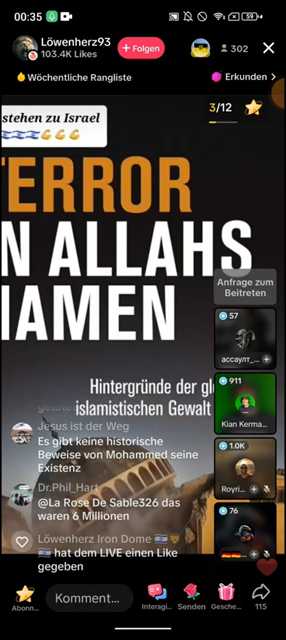 00:35
59
Löwenherz93
103.4K Likes
+ Folgen
302
Wöchentliche Rangliste
Erkunden >
stehen zu Israel
3/12
TERROR
N ALLAHS
NAMEN
Anfrage zum
Beitreten
Hintergründe der gl
islamistischen Gewalt
57
ассаулт_...
911
Kian Kerma...
1.0K
Royri...
76
Jesus ist der Weg
Es gibt keine historische
Beweise von Mohammed seine
Existenz
Dr.Phil_Hart
@La Rose De Sable326 das
waren 6 Millionen
Löwenherz Iron Dome
hat dem LIVE einen Like
gegeben
Abonn...
Komment...
Interagi...
Senden
Gesche...
115